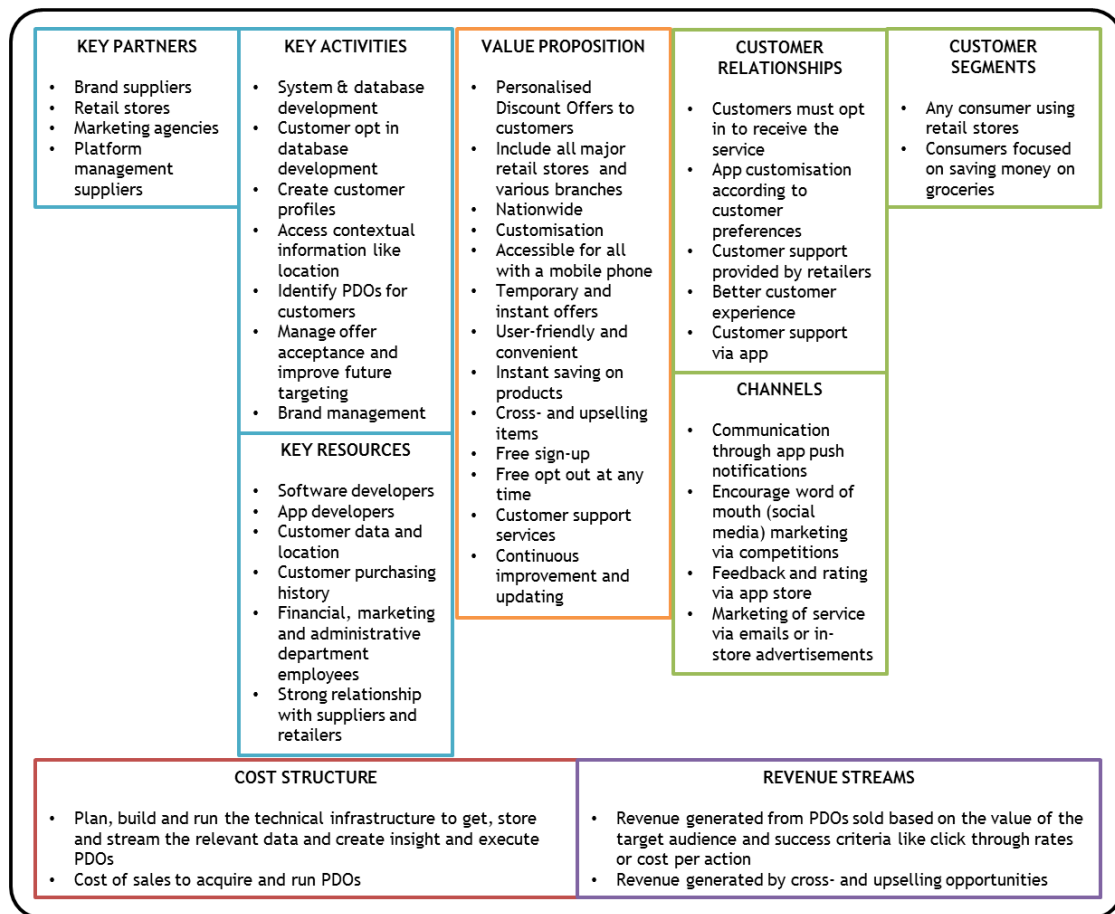 KEY PARTNERS
• Brand suppliers
• Retail stores
• Marketing agencies
• Platform
management
suppliers
KEY ACTIVITIES
• System & database
development
• Customer opt in
database
development
• Create customer
profiles
• Access contextual
information like
location
• Identify PDOs for
customers
• Manage offer
acceptance and
improve future
targeting
• Brand management
KEY RESOURCES
• Software developers
• App developers
• Customer data and
location
• Customer purchasing
history
• Financial, marketing
and administrative
department
employees
• Strong relationship
with suppliers and
retailers
VALUE PROPOSITION
• Personalised
Discount Offers to
customers
• Include all major
retail stores and
various branches
• Nationwide
• Customisation
• Accessible for all
with a mobile phone
• Temporary and
instant offers
• User-friendly and
convenient
• Instant saving on
products
• Cross- and upselling
items
• Free sign-up
• Free opt out at any
time
• Customer support
services
• Continuous
improvement and
updating
CUSTOMER
RELATIONSHIPS
• Customers must opt
in to receive the
service
• App customisation
according to
customer
preferences
• Customer support
provided by retailers
• Better customer
experience
• Customer support
via app
CHANNELS
• Communication
through app push
notifications
• Encourage word of
mouth (social
media) marketing
via competitions
• Feedback and rating
via app store
• Marketing of service
via emails or in-
store advertisements
CUSTOMER
SEGMENTS
• Any consumer using
retail stores
• Consumers focused
on saving money on
groceries
COST STRUCTURE
• Plan, build and run the technical infrastructure to get, store
and stream the relevant data and create insight and execute
PDOs
• Cost of sales to acquire and run PDOs
REVENUE STREAMS
• Revenue generated from PDOs sold based on the value of the
target audience and success criteria like click through rates
or cost per action
• Revenue generated by cross- and upselling opportunities